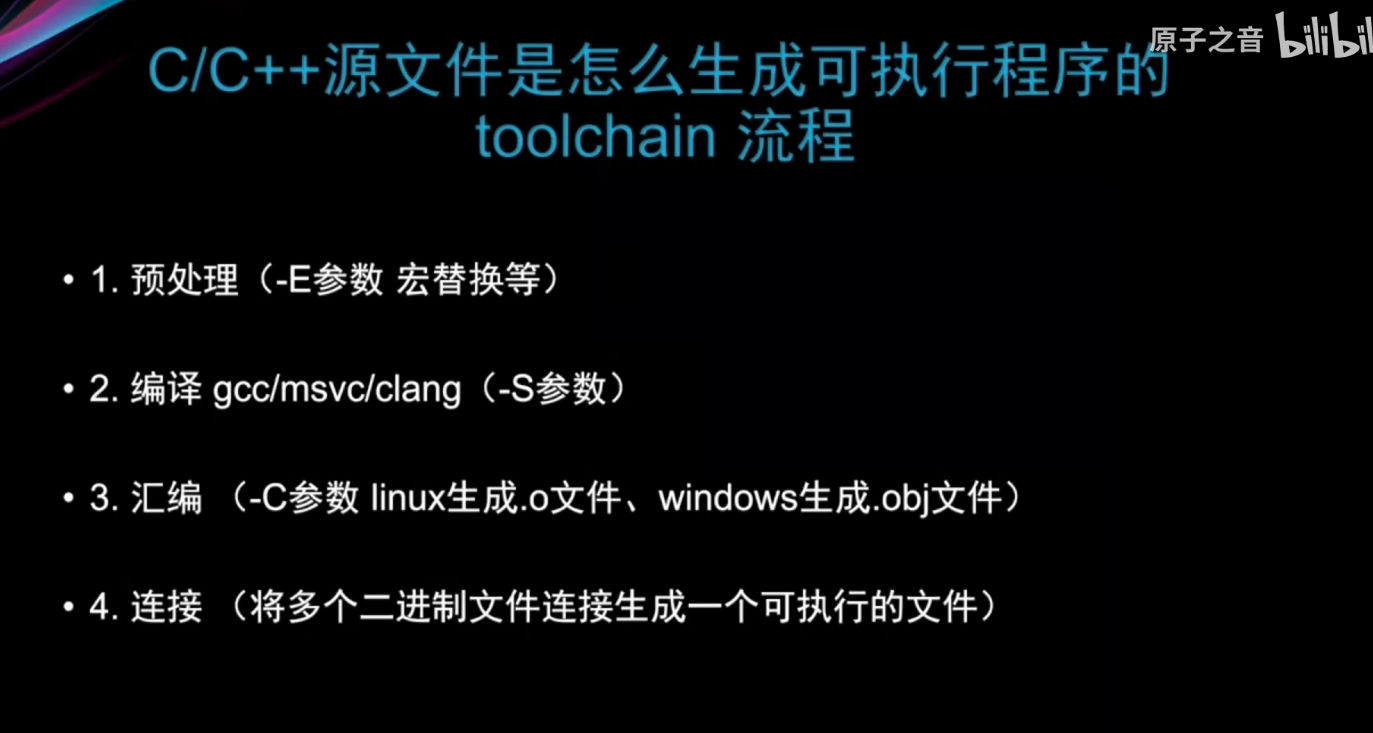 原子之音 bilibil
C/C++源文件是怎么生成可执行程序的
toolchain 流程
• 1. 预处理（-E参数 宏替换等）
• 2. 编译 gcc/msvc/clang（-S参数）
• 3. 汇编 （-C参数 linux生成.o文件、windows生成.obj文件）
• 4. 连接 （将多个二进制文件连接生成一个可执行的文件）